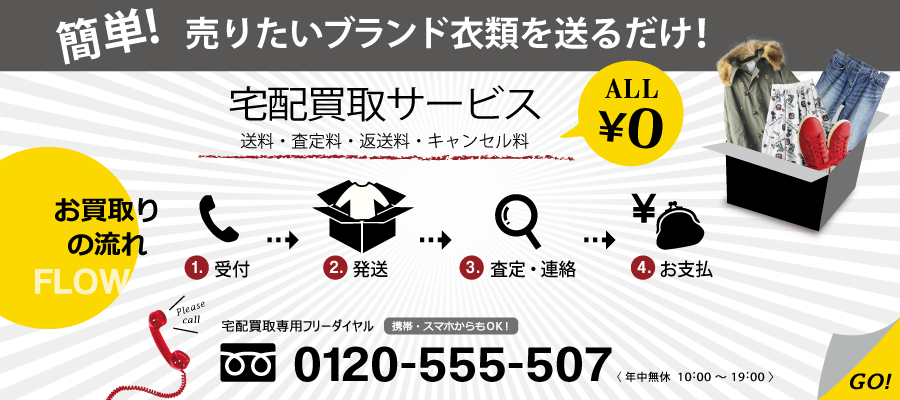 簡単! 売りたいブランド衣類を送るだけ!
宅配買取サービス
送料・査定料・返送料・キャンセル料
ALL
¥0
お買取り
の流れ
FLOW
1. 受付
2. 発送
¥
3. 査定・連絡
4. お支払
Please
call
宅配買取専用フリーダイヤル 携帯・スマホからもOK!
0120-555-507 〈 年中無休 10:00 〜 19:00 〉
GO!